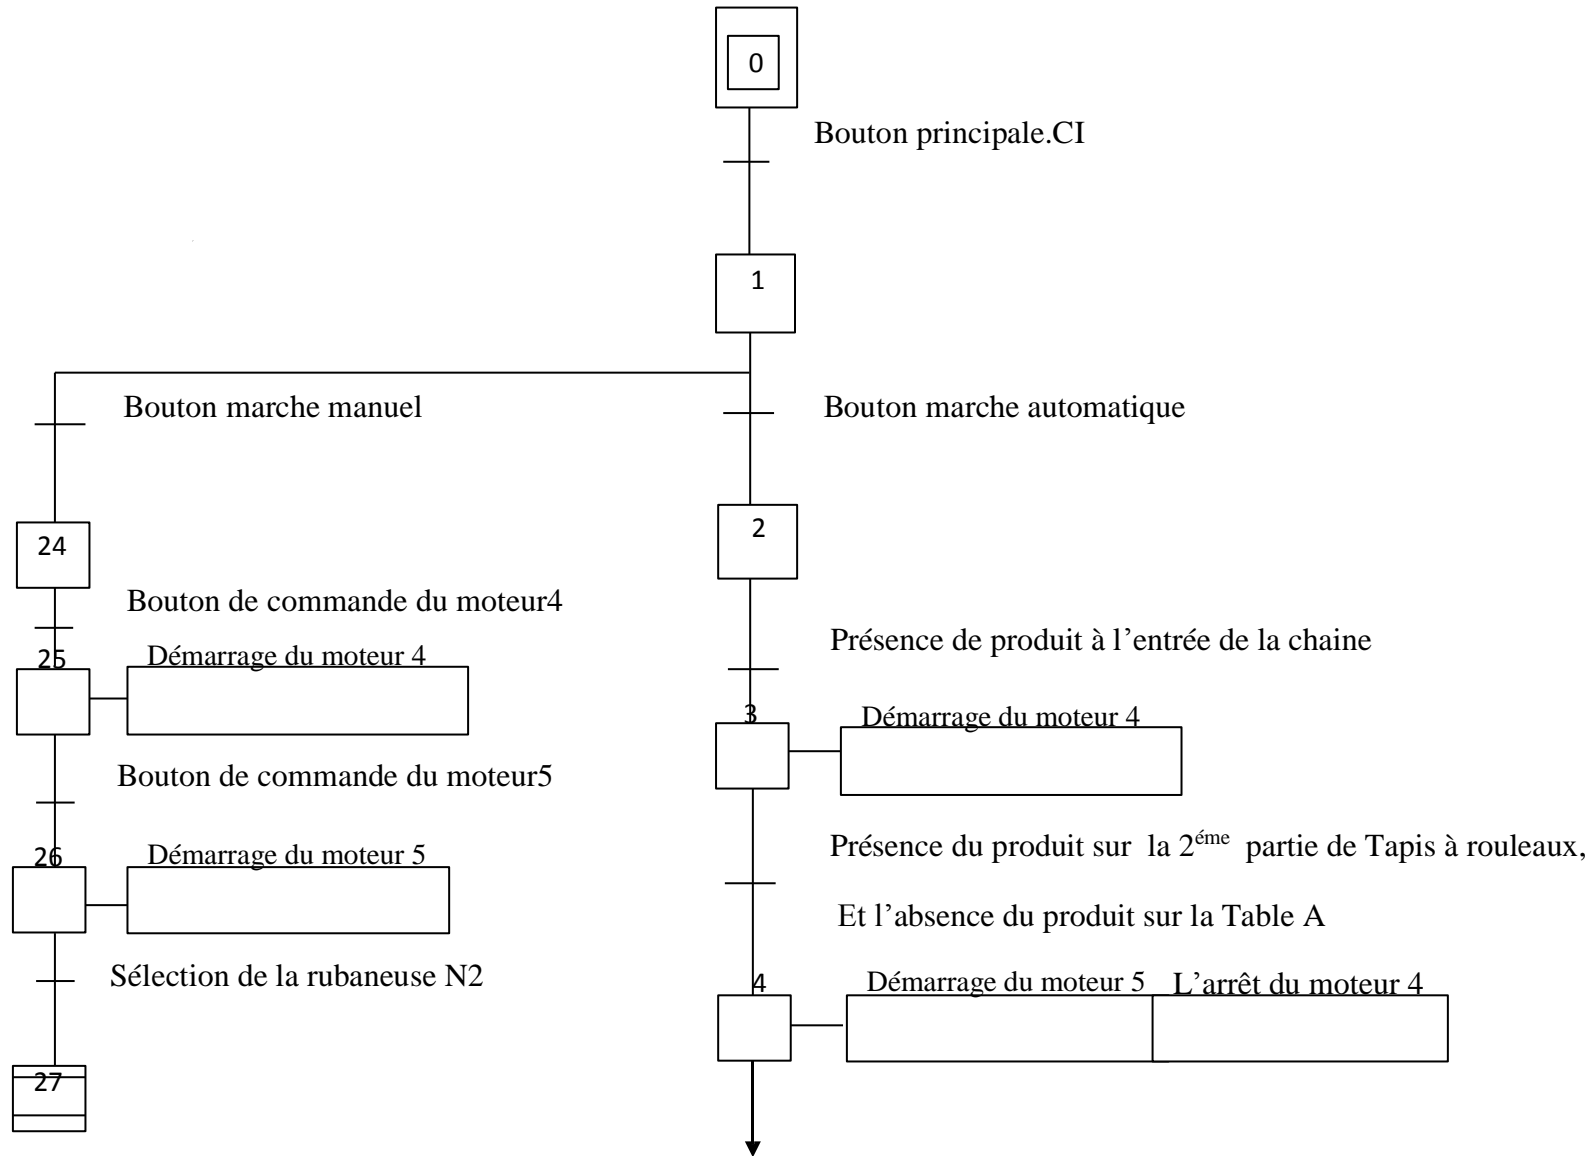 0
Bouton principale.CI
1
Bouton marche manuel
Bouton marche automatique
24
2
Bouton de commande du moteur4
Présence de produit à l’entrée de la chaine
25
Démarrage du moteur 4
3
Démarrage du moteur 4
Bouton de commande du moteur5
Présence du produit sur la 2éme partie de Tapis à rouleaux,
26
Démarrage du moteur 5
Et l’absence du produit sur la Table A
Sélection de la rubaneuse N2
4
Démarrage du moteur 5
L’arrêt du moteur 4
27